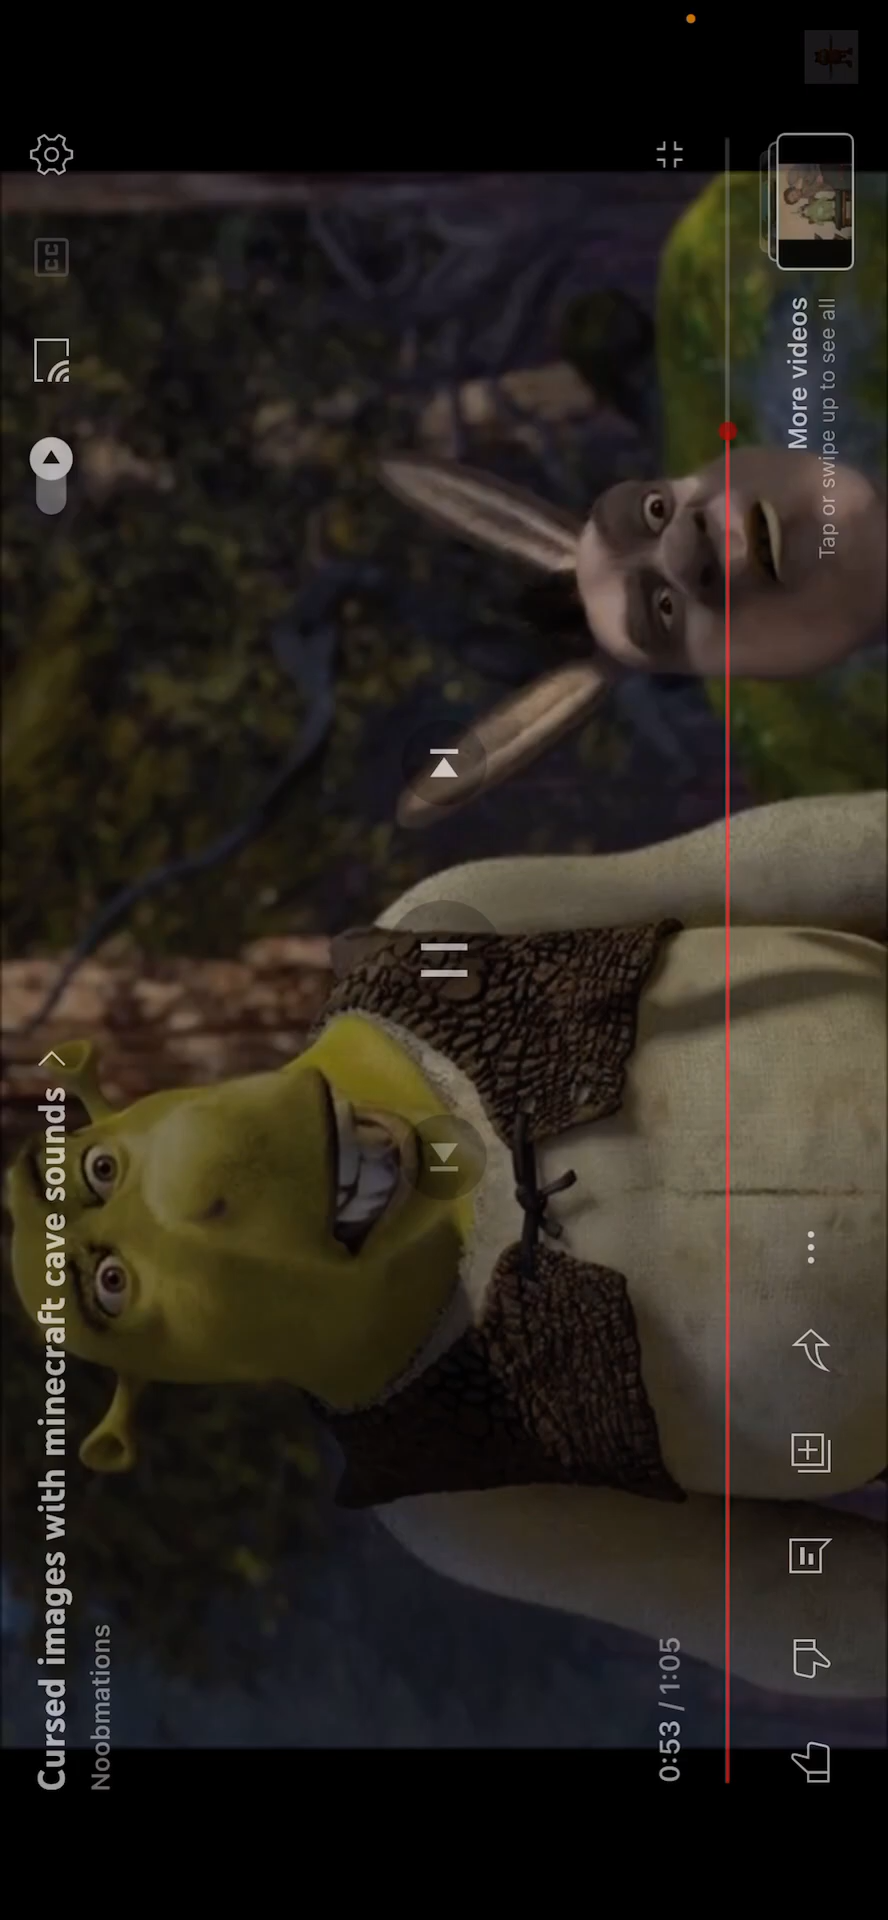 Cursed images with minecraft cave sounds
Noobmations
CC
0:53 / 1:05
More videos
Tap or swipe up to see all